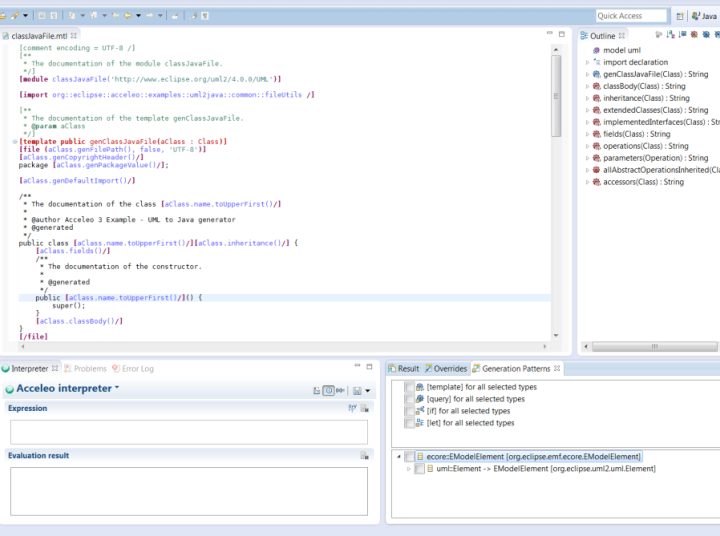 Quick Access
Java
classJavaFile.mtl
[comment encoding = UTF-8 /]
[**
* The documentation of the module classJavaFile.
*/]
[module classJavaFile('http://www.eclipse.org/uml2/4.0.0/UML')]
[import org::eclipse::acceleo::examples::uml2java::common::fileUtils /]
[**
* The documentation of the template genClassJavaFile.
* @param aClass
*/]
[template public genClassJavaFile(aClass : Class)]
[file (aClass.genFilePath(), false, 'UTF-8')]
[aClass.genCopyrightHeader()/]
package [aClass.genPackageValue()/];
[aClass.genDefaultImport()/]
/**
* The documentation of the class [aClass.name.toUpperFirst()/]
*
* @author Acceleo 3 Example - UML to Java generator
* @generated
*/
public class [aClass.name.toUpperFirst()/][aClass.inheritance()/] {
[aClass.fields()/]
/**
* The documentation of the constructor.
*
* @generated
*/
public [aClass.name.toUpperFirst()/]() {
super();
}
[aClass.classBody()/]
}
[/file]
Outline
model uml
import declaration
genClassJavaFile(Class) : String
classBody(Class) : String
inheritance(Class) : String
extendedClasses(Class) : String
implementedInterfaces(Class) : St
fields(Class) : String
operations(Class) : String
parameters(Operation) : String
allAbstractOperationsInherited(Cla
accessors(Class) : String
Interpreter
Problems
Error Log
Acceleo interpreter
Expression
Evaluation result
Result
Overrides
Generation Patterns
[template] for all selected types
[query] for all selected types
[if] for all selected types
[let] for all selected types
ecore::EModelElement [org.eclipse.emf.ecore.EModelElement]
uml::Element -> EModelElement [org.eclipse.uml2.uml.Element]